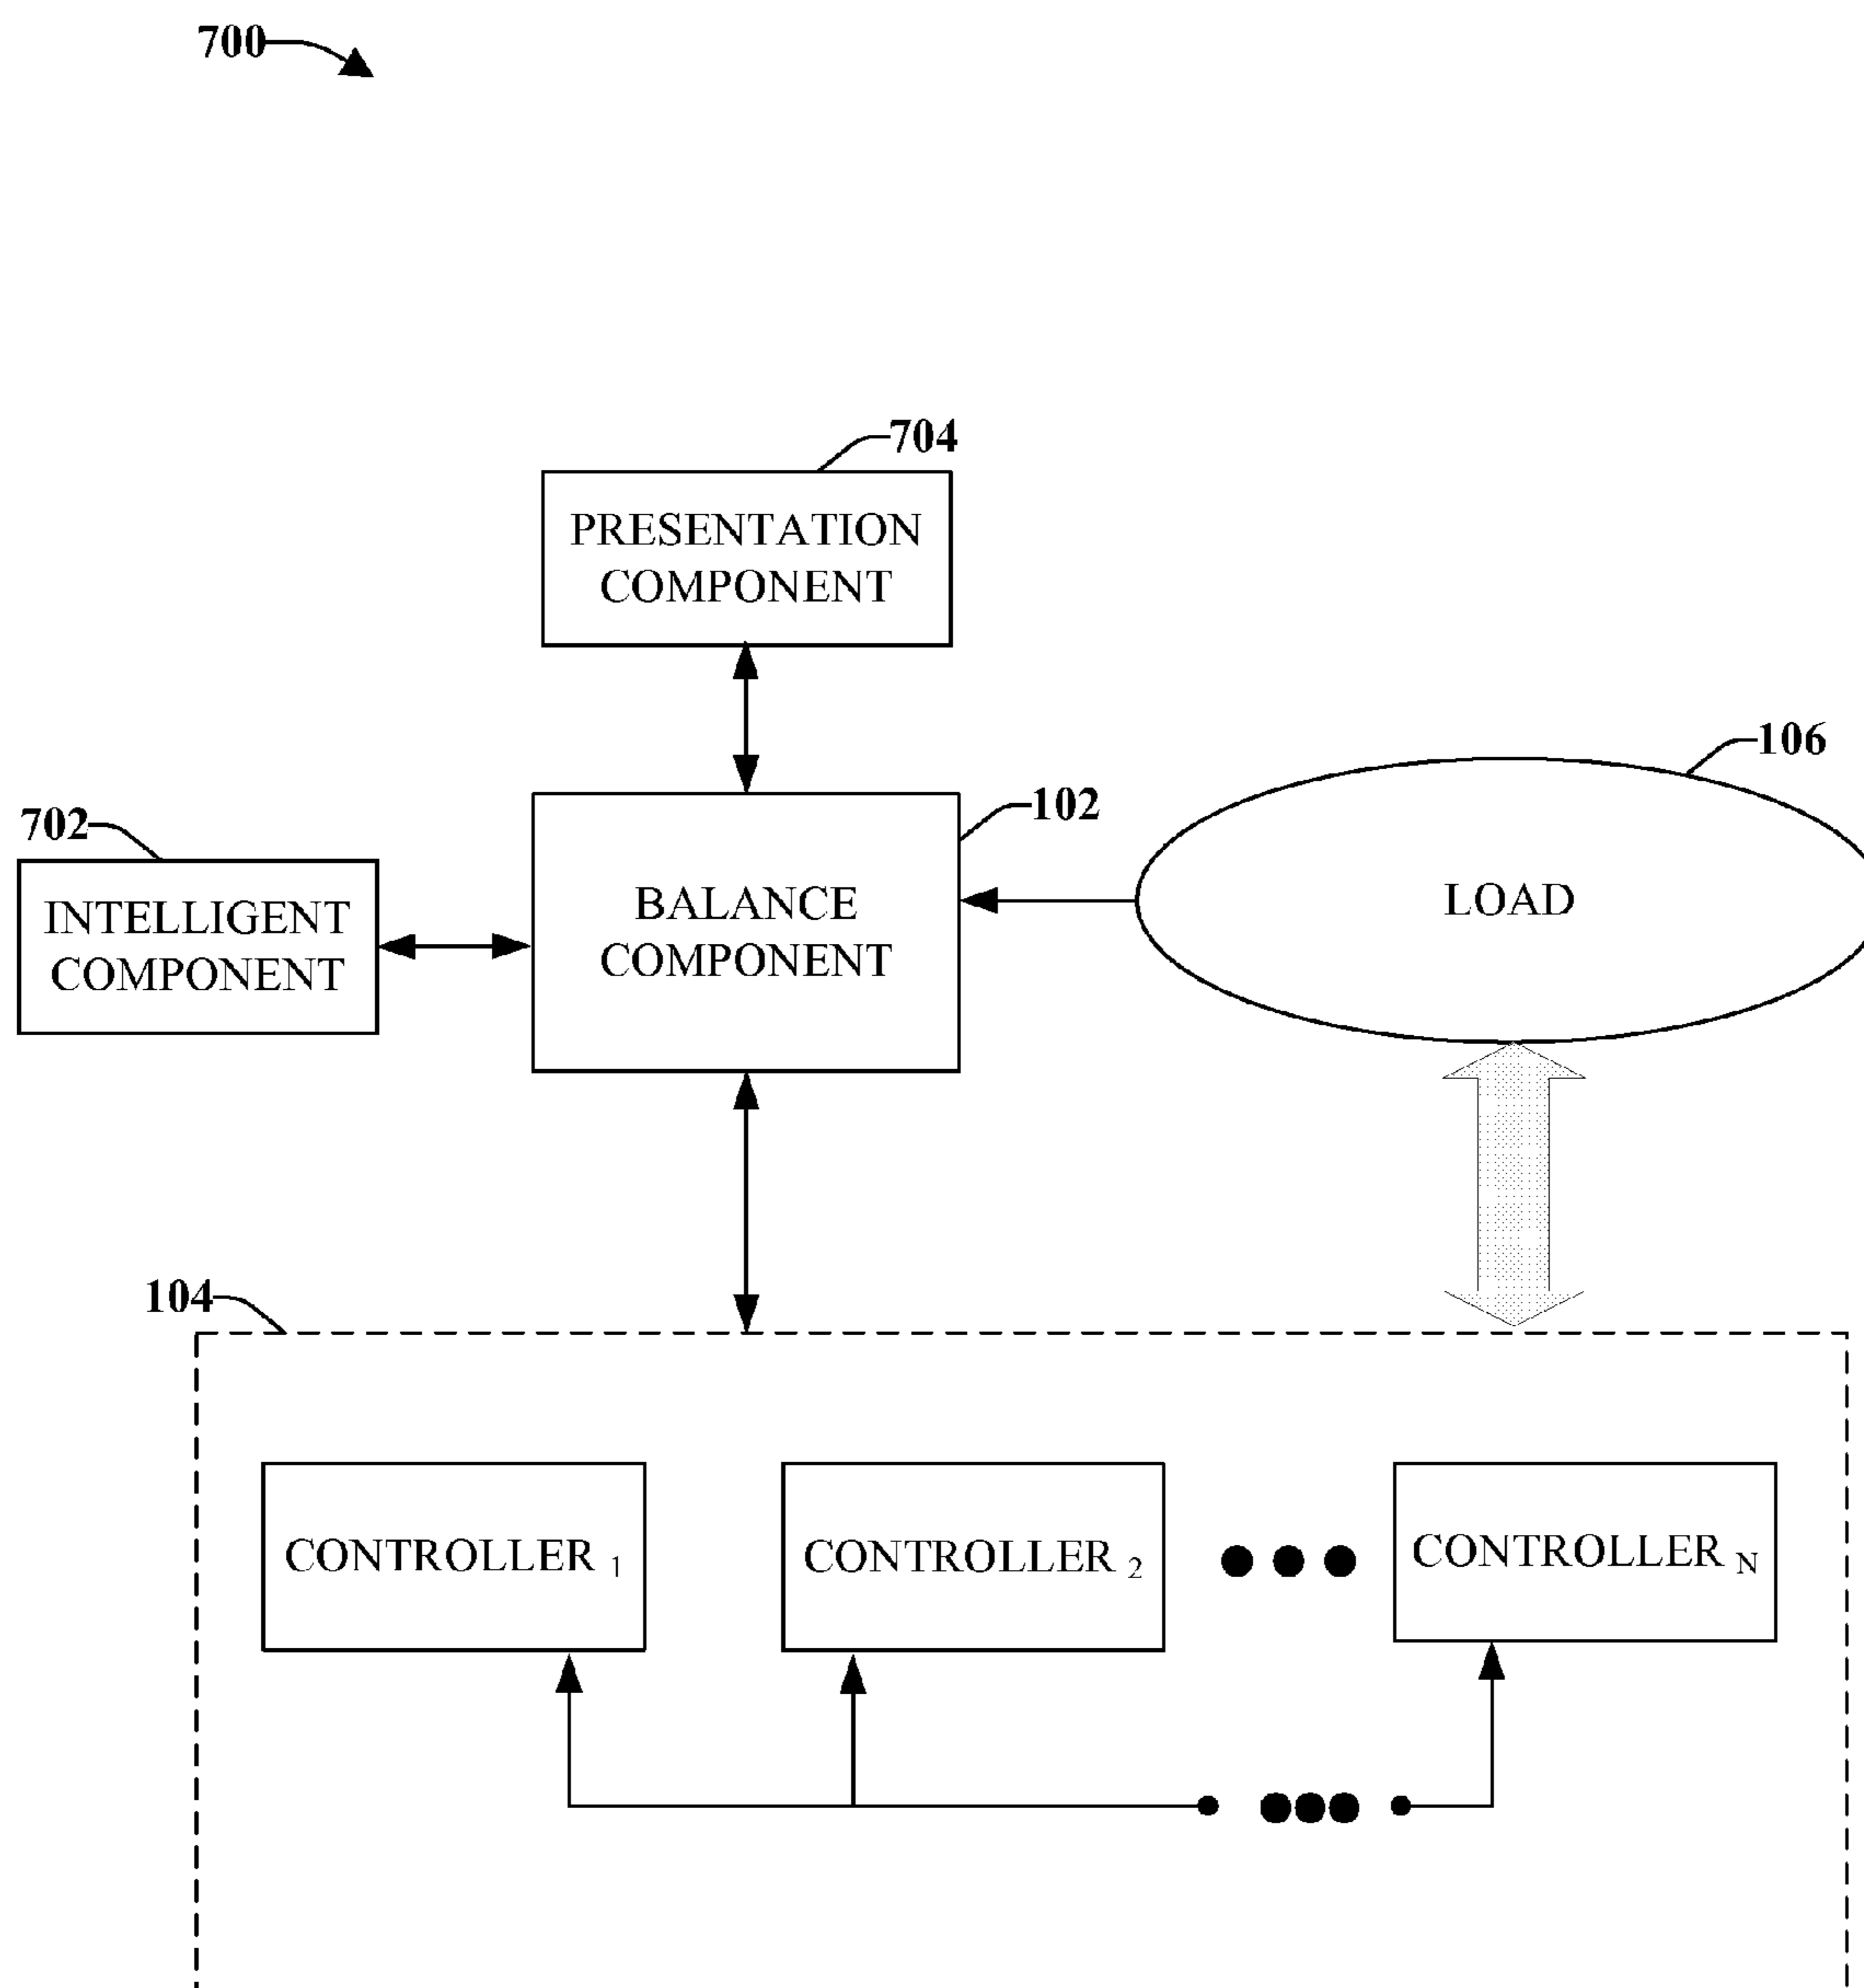 700
704
PRESENTATION
COMPONENT
106
102
702
BALANCE
COMPONENT
LOAD
INTELLIGENT
COMPONENT
104
CONTROLLER 1
CONTROLLER 2
CONTROLLER N